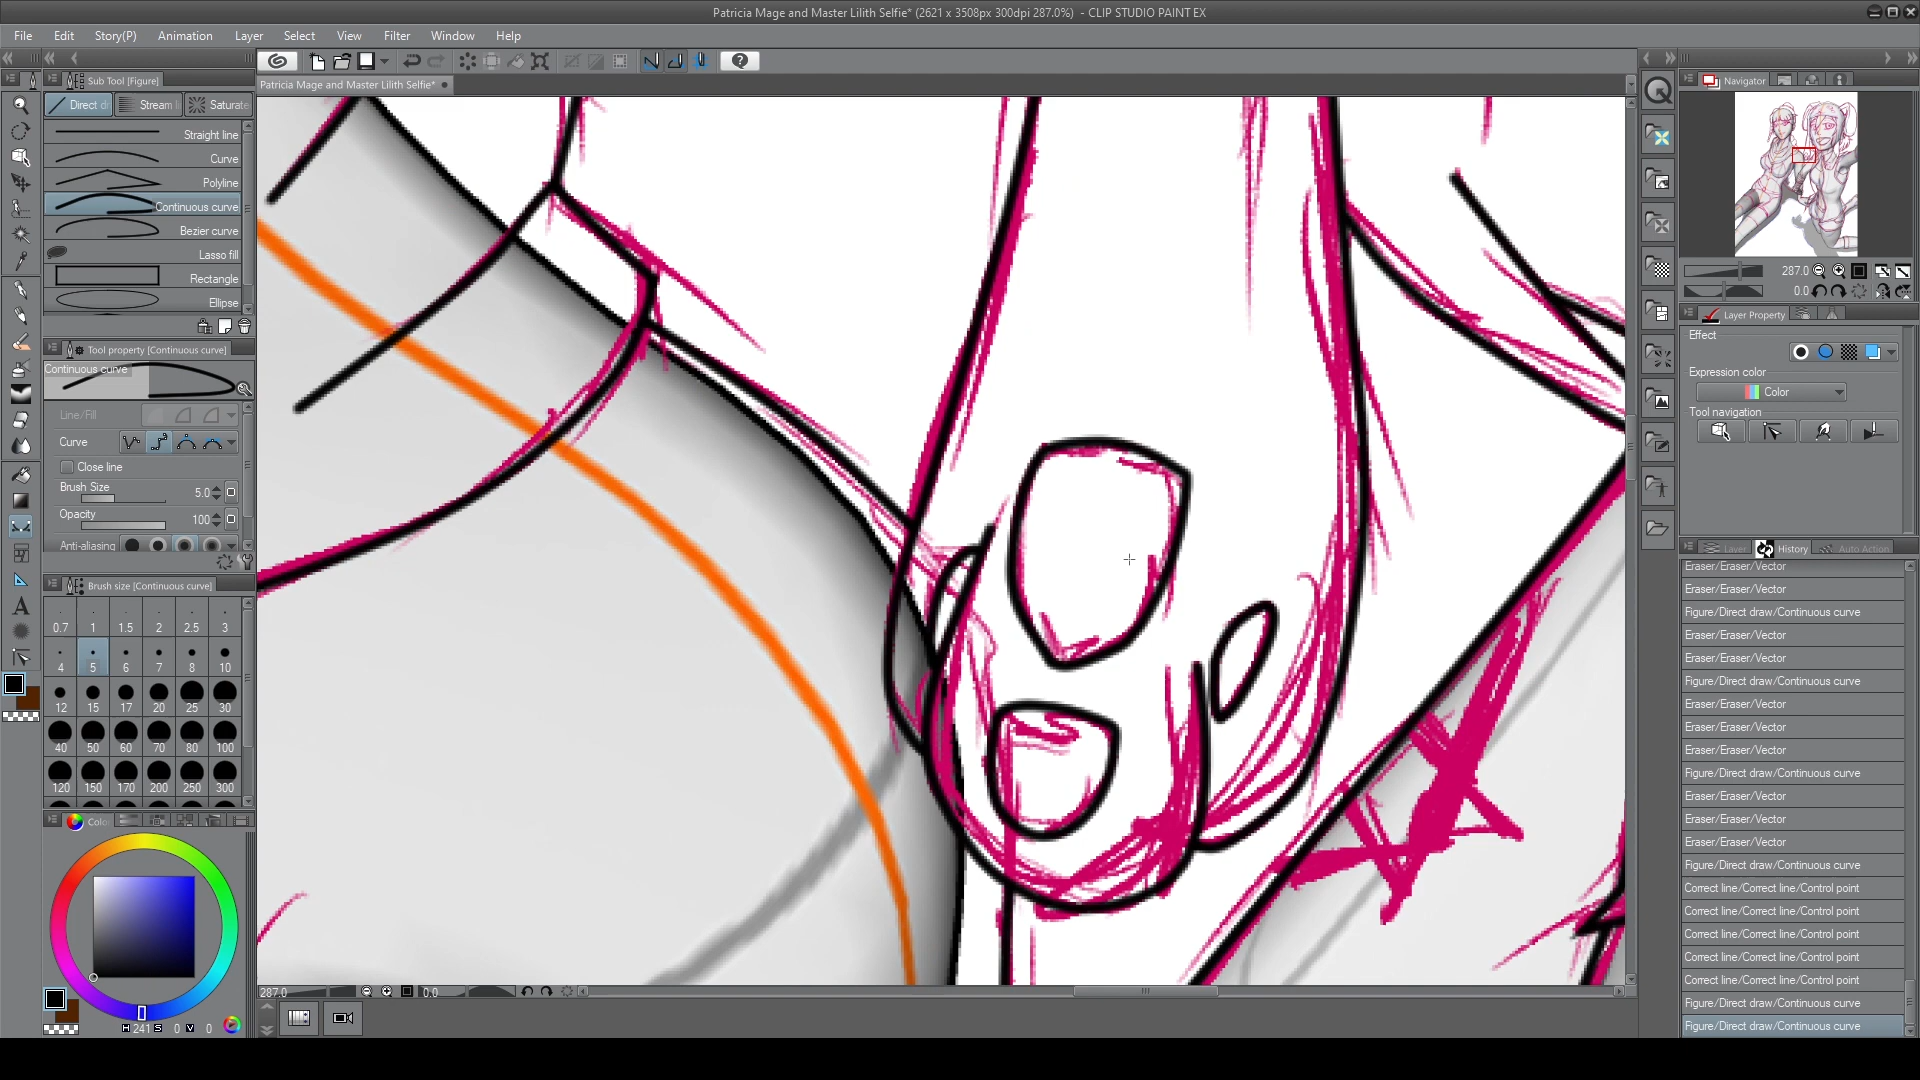 Patricia Mage and Master Lilith Selfie* (2621 x 3508px 300dpi 287.0%) - CLIP STUDIO PAINT EX
File Edit Story(P) Animation Layer Select View Filter Window Help
Sub Tool [Figure]
Patricia Mage and Master Lilith Selfie*
Navigator
Direct dr Stream l Saturate
Straight line
Curve
Polyline
Continuous curve
Bezier curve
Lasso fill
Rectangle
Ellipse
287.0
0.0
Layer Property
Effect
Expression color
Color
Tool navigation
Tool property [Continuous curve]
Continuous curve
Line/Fill
Curve
Close line
Brush Size 5.0
Opacity 100
Anti-aliasing
Brush size [Continuous curve]
0.7 1 1.5 2 2.5 3
4 5 6 7 8 10
12 15 17 20 25 30
40 50 60 70 80 100
120 150 170 200 250 300
Color
H 241 S 0 V 0
287.0 0.0
Layer History Auto Action
Eraser/Eraser/Vector
Eraser/Eraser/Vector
Figure/Direct draw/Continuous curve
Eraser/Eraser/Vector
Eraser/Eraser/Vector
Figure/Direct draw/Continuous curve
Eraser/Eraser/Vector
Eraser/Eraser/Vector
Eraser/Eraser/Vector
Figure/Direct draw/Continuous curve
Eraser/Eraser/Vector
Eraser/Eraser/Vector
Eraser/Eraser/Vector
Figure/Direct draw/Continuous curve
Correct line/Correct line/Control point
Correct line/Correct line/Control point
Correct line/Correct line/Control point
Correct line/Correct line/Control point
Correct line/Correct line/Control point
Figure/Direct draw/Continuous curve
Figure/Direct draw/Continuous curve